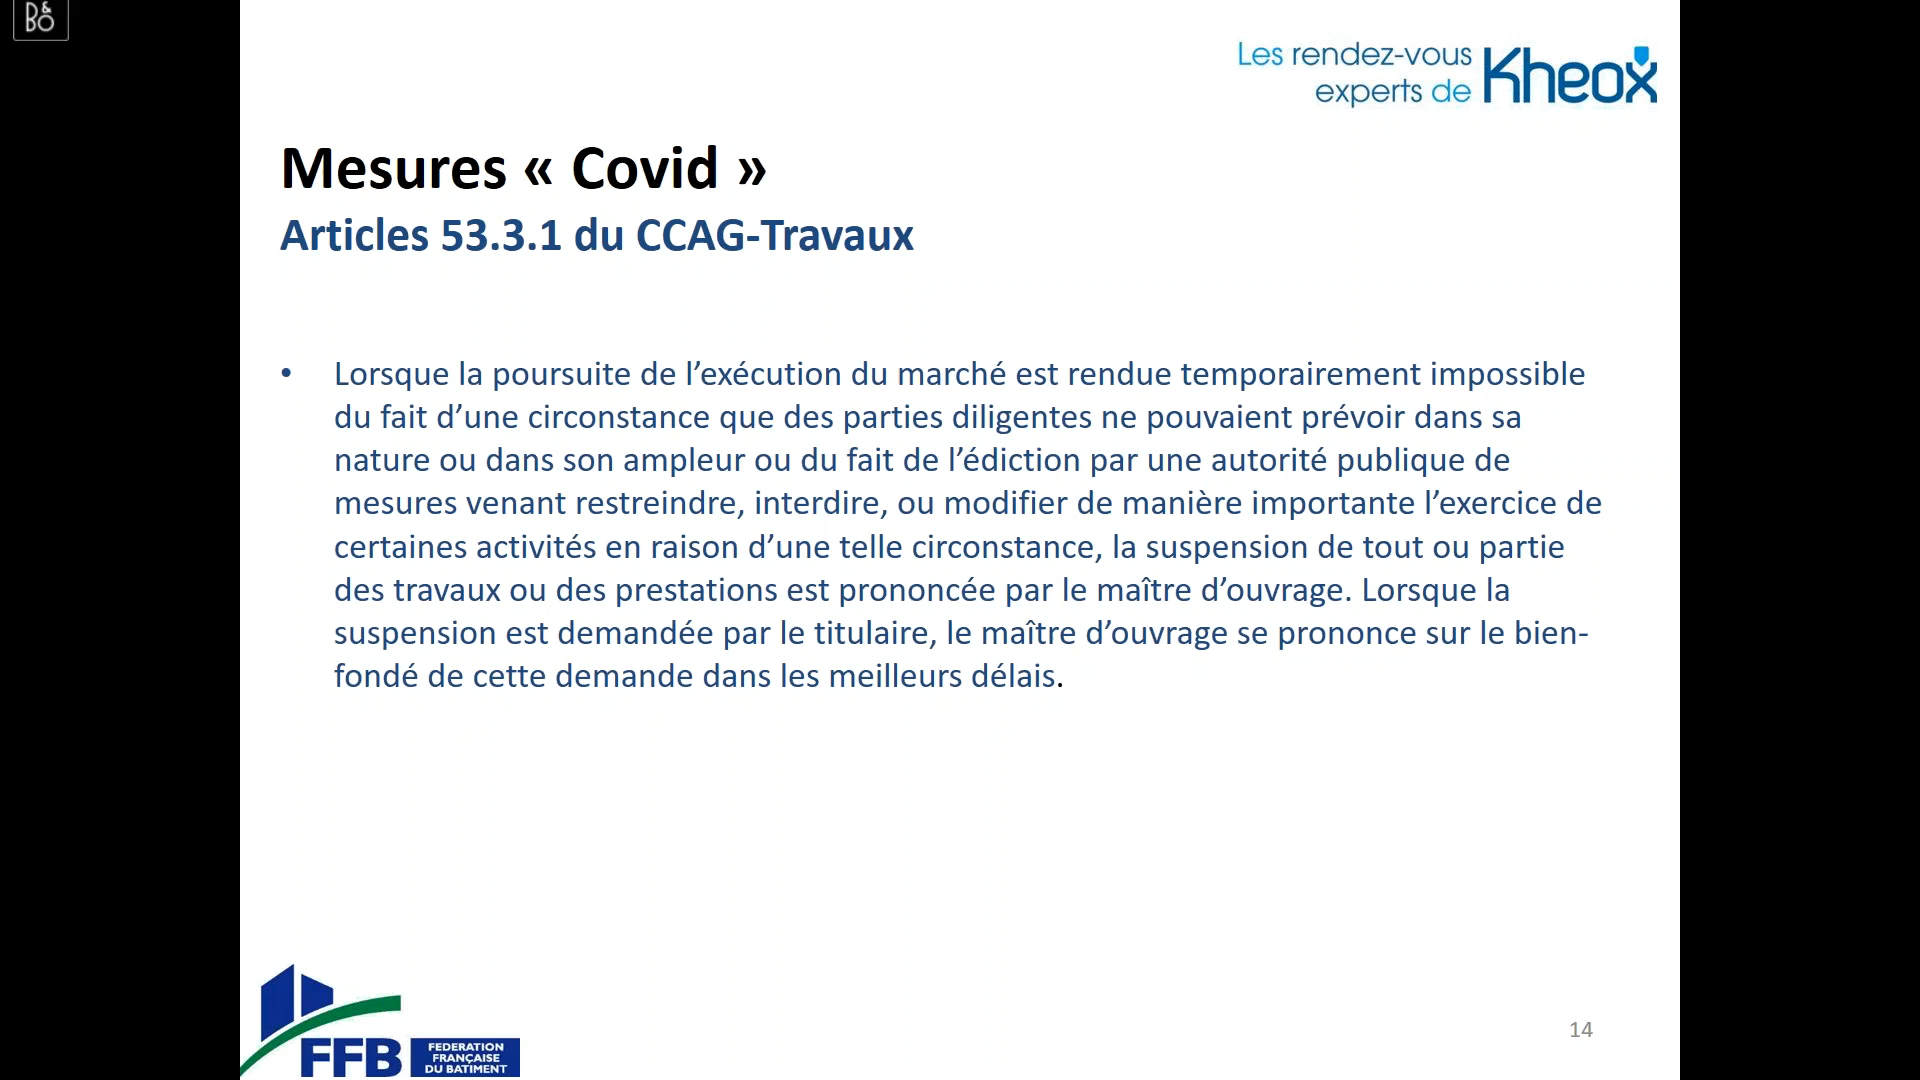 B&O
Les rendez-vous
experts de Kheox
Mesures « Covid »
Articles 53.3.1 du CCAG-Travaux
• Lorsque la poursuite de l’exécution du marché est rendue temporairement impossible
du fait d’une circonstance que des parties diligentes ne pouvaient prévoir dans sa
nature ou dans son ampleur ou du fait de l’édiction par une autorité publique de
mesures venant restreindre, interdire, ou modifier de manière importante l’exercice de
certaines activités en raison d’une telle circonstance, la suspension de tout ou partie
des travaux ou des prestations est prononcée par le maître d’ouvrage. Lorsque la
suspension est demandée par le titulaire, le maître d’ouvrage se prononce sur le bien-
fondé de cette demande dans les meilleurs délais.
FFB
FEDERATION
FRANÇAISE
DU BATIMENT
14